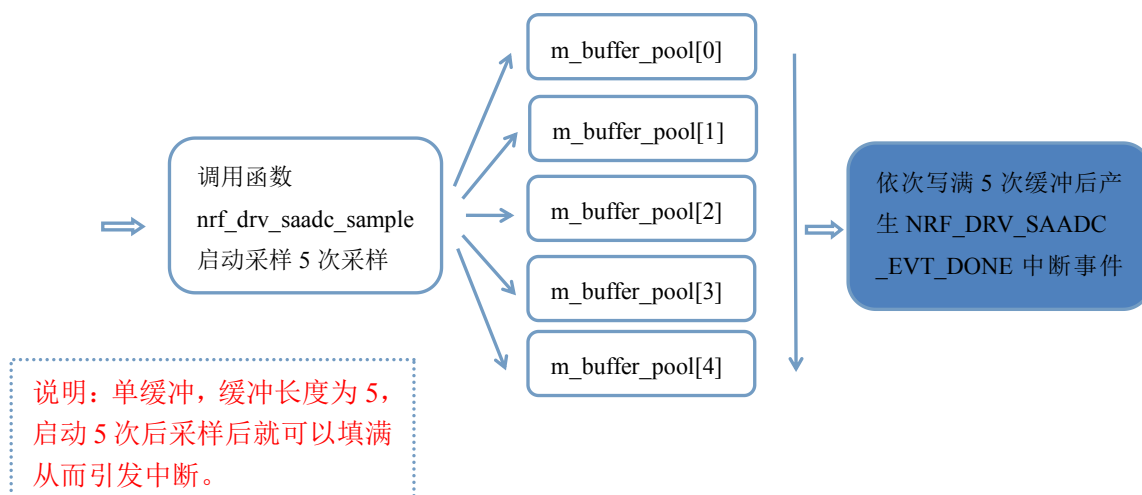 调用函数
nrf_drv_saadc_sample
启动采样 5 次采样
m_buffer_pool[0]
m_buffer_pool[1]
m_buffer_pool[2]
m_buffer_pool[3]
m_buffer_pool[4]
依次写满 5 次缓冲后产
生 NRF_DRV_SAADC
_EVT_DONE 中断事件
说明：单缓冲，缓冲长度为 5，
启动 5 次后采样后就可以填满
从而引发中断。